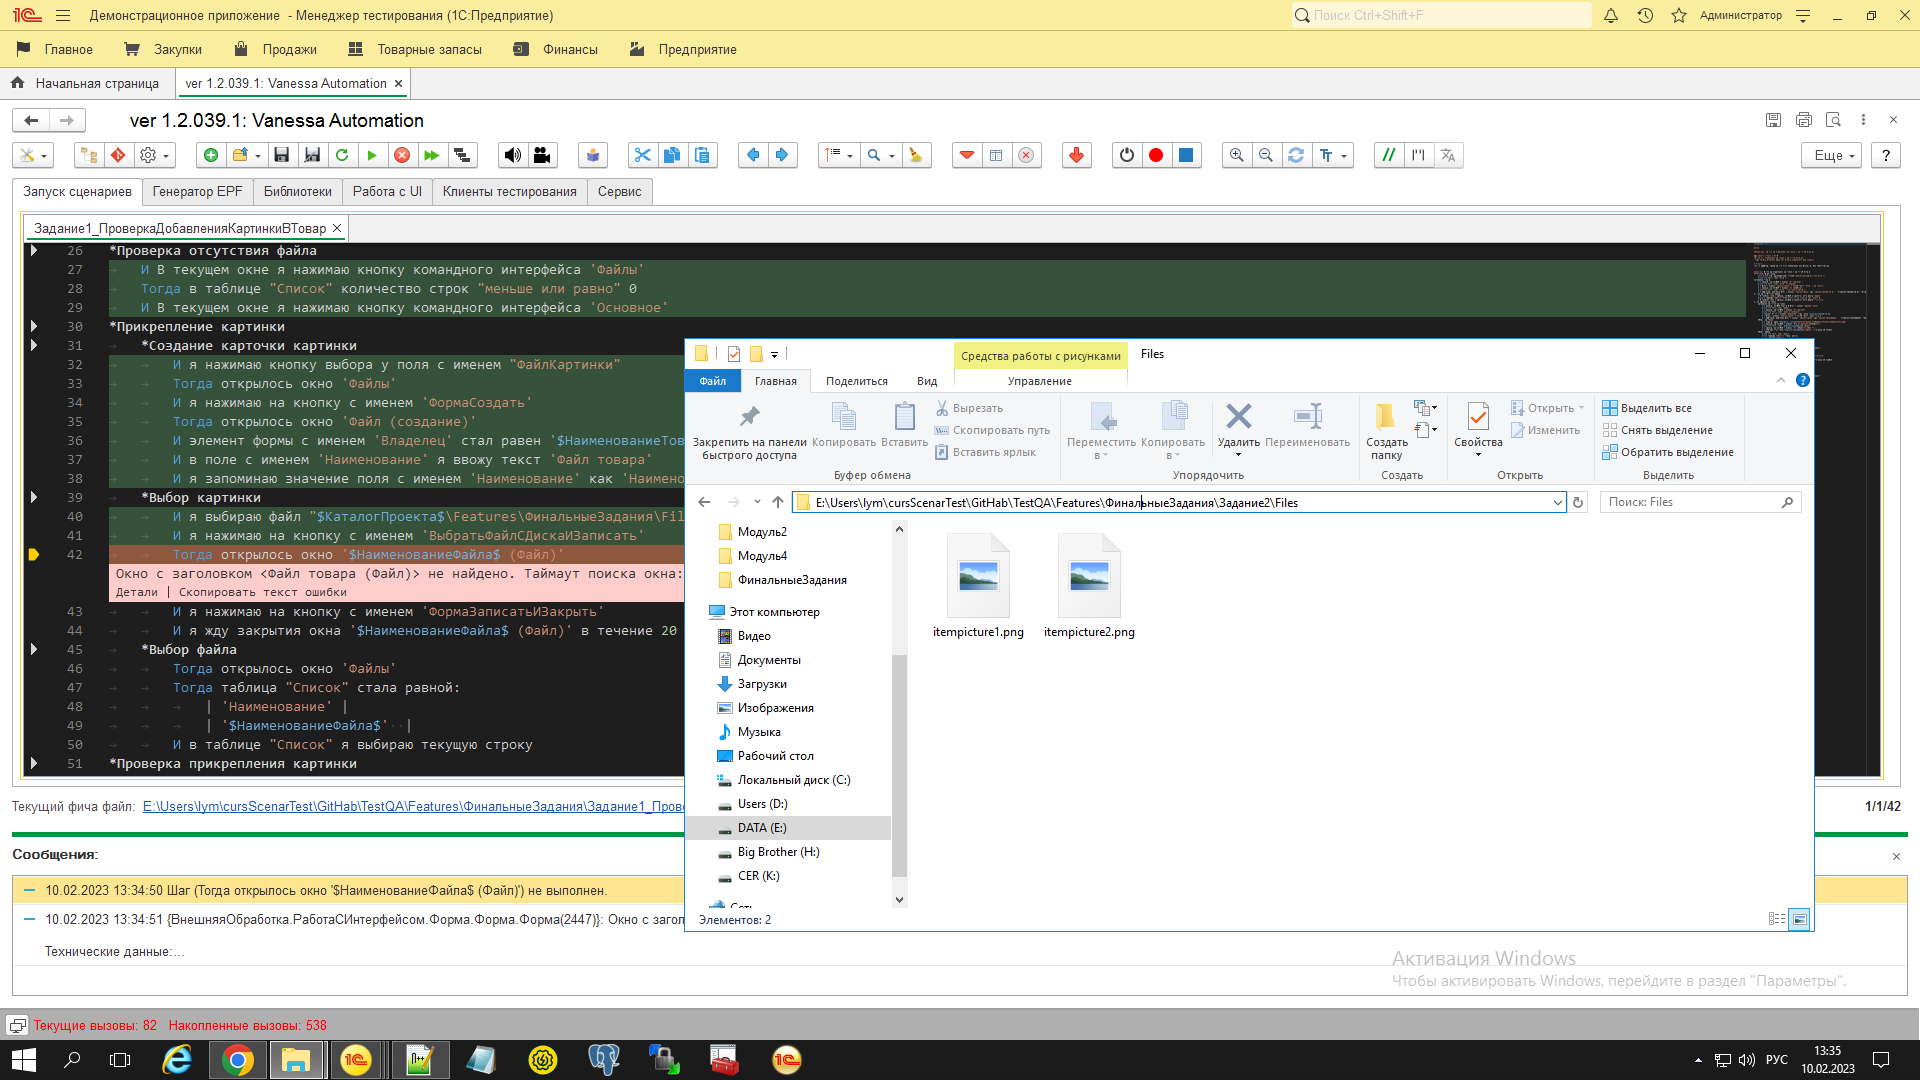 Демонстрационное приложение - Менеджер тестирования (1С:Предприятие)
Поиск Ctrl+Shift+F
Администратор
Главное
Закупки
Продажи
Товарные запасы
Финансы
Предприятие
Начальная страница
ver 1.2.039.1: Vanessa Automation
ver 1.2.039.1: Vanessa Automation
Еще
?
Запуск сценариев
Генератор EPF
Библиотеки
Работа с UI
Клиенты тестирования
Сервис
Задание1_ПроверкаДобавленияКартинкиВТовар
26 *Проверка отсутствия файла
27 И В текущем окне я нажимаю кнопку командного интерфейса 'Файлы'
28 Тогда в таблице "Список" количество строк "меньше или равно" 0
29 И В текущем окне я нажимаю кнопку командного интерфейса 'Основное'
30 *Прикрепление картинки
31 *Создание карточки картинки
32 И я нажимаю кнопку выбора у поля с именем "ФайлКартинки"
33 Тогда открылось окно 'Файлы'
34 И я нажимаю на кнопку с именем 'ФормаСоздать'
35 Тогда открылось окно 'Файл (создание)'
36 И элемент формы с именем 'Владелец' стал равен '$НаименованиеТов
37 И в поле с именем 'Наименование' я ввожу текст 'Файл товара'
38 И я запоминаю значение поля с именем 'Наименование' как 'Наимено
39 *Выбор картинки
40 И я выбираю файл "$КаталогПроекта$\Features\ФинальныеЗадания\Fil
41 И я нажимаю на кнопку с именем 'ВыбратьФайлСДискаИЗаписать'
42 Тогда открылось окно '$НаименованиеФайла$ (Файл)'
Окно с заголовком <Файл товара (Файл)> не найдено. Таймаут поиска окна:
Детали | Скопировать текст ошибки
43 И я нажимаю на кнопку с именем 'ФормаЗаписатьИЗакрыть'
44 И я жду закрытия окна '$НаименованиеФайла$ (Файл)' в течение 20
45 *Выбор файла
46 Тогда открылось окно 'Файлы'
47 Тогда таблица "Список" стала равной:
48 | 'Наименование' |
49 | '$НаименованиеФайла$' |
50 И в таблице "Список" я выбираю текущую строку
51 *Проверка прикрепления картинки
Текущий фича файл: E:\Users\lym\cursScenarTest\GitHab\TestQA\Features\ФинальныеЗадания\Задание1_Прове
1/1/42
Сообщения:
10.02.2023 13:34:50 Шаг (Тогда открылось окно '$НаименованиеФайла$ (Файл)') не выполнен.
10.02.2023 13:34:51 {ВнешняяОбработка.РаботаСИнтерфейсом.Форма.Форма.Форма(2447)}: Окно с загол
Технические данные:...
Текущие вызовы: 82 Накопленные вызовы: 538
Средства работы с рисунками
Files
Файл
Главная
Поделиться
Вид
Управление
Закрепить на панели быстрого доступа
Копировать
Вставить
Вырезать
Скопировать путь
Вставить ярлык
Буфер обмена
Переместить в
Копировать в
Удалить
Переименовать
Упорядочить
Создать папку
Создать
Свойства
Открыть
Изменить
Открыть
Выделить все
Снять выделение
Обратить выделение
Выделить
E:\Users\lym\cursScenarTest\GitHab\TestQA\Features\ФинальныеЗадания\Задание2\Files
Поиск: Files
Модуль2
Модуль4
ФинальныеЗадания
Этот компьютер
Видео
Документы
Загрузки
Изображения
Музыка
Рабочий стол
Локальный диск (C:)
Users (D:)
DATA (E:)
Big Brother (H:)
CER (K:)
Сеть
itempicture1.png
itempicture2.png
Элементов: 2
Активация Windows
Чтобы активировать Windows, перейдите в раздел "Параметры".
РУС
13:35
10.02.2023